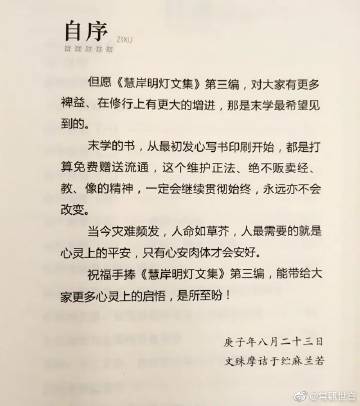 自序
ZIXU
但愿《慧岸明灯文集》第三编，对大家有更多
裨益、在修行上有更大的增进，那是末学最希望见
到的。
末学的书，从最初发心写书印刷开始，都是打
算免费赠送流通，这个维护正法、绝不贩卖经、
教、像的精神，一定会继续贯彻始终，永远亦不会
改变。
当今灾难频发，人命如草芥，人最需要的就是
心灵上的平安，只有心安肉体才会安好。
祝福手捧《慧岸明灯文集》第三编，能带给大
家更多心灵上的启悟，是所至盼！
庚子年八月二十三日
文殊摩诘于纻麻兰若